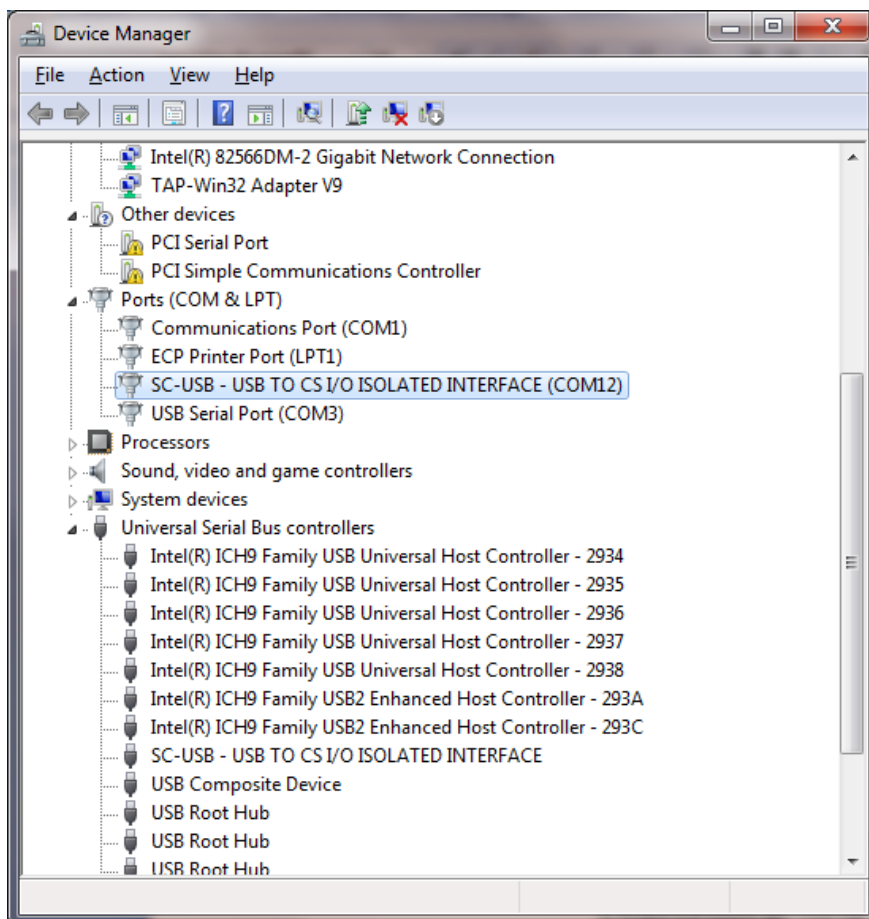 Device Manager
File Action View Help
Intel(R) 82566DM-2 Gigabit Network Connection
TAP-Win32 Adapter V9
Other devices
PCI Serial Port
PCI Simple Communications Controller
Ports (COM & LPT)
Communications Port (COM1)
ECP Printer Port (LPT1)
SC-USB - USB TO CS I/O ISOLATED INTERFACE (COM12)
USB Serial Port (COM3)
Processors
Sound, video and game controllers
System devices
Universal Serial Bus controllers
Intel(R) ICH9 Family USB Universal Host Controller - 2934
Intel(R) ICH9 Family USB Universal Host Controller - 2935
Intel(R) ICH9 Family USB Universal Host Controller - 2936
Intel(R) ICH9 Family USB Universal Host Controller - 2937
Intel(R) ICH9 Family USB Universal Host Controller - 2938
Intel(R) ICH9 Family USB2 Enhanced Host Controller - 293A
Intel(R) ICH9 Family USB2 Enhanced Host Controller - 293C
SC-USB - USB TO CS I/O ISOLATED INTERFACE
USB Composite Device
USB Root Hub
USB Root Hub
USB Root Hub